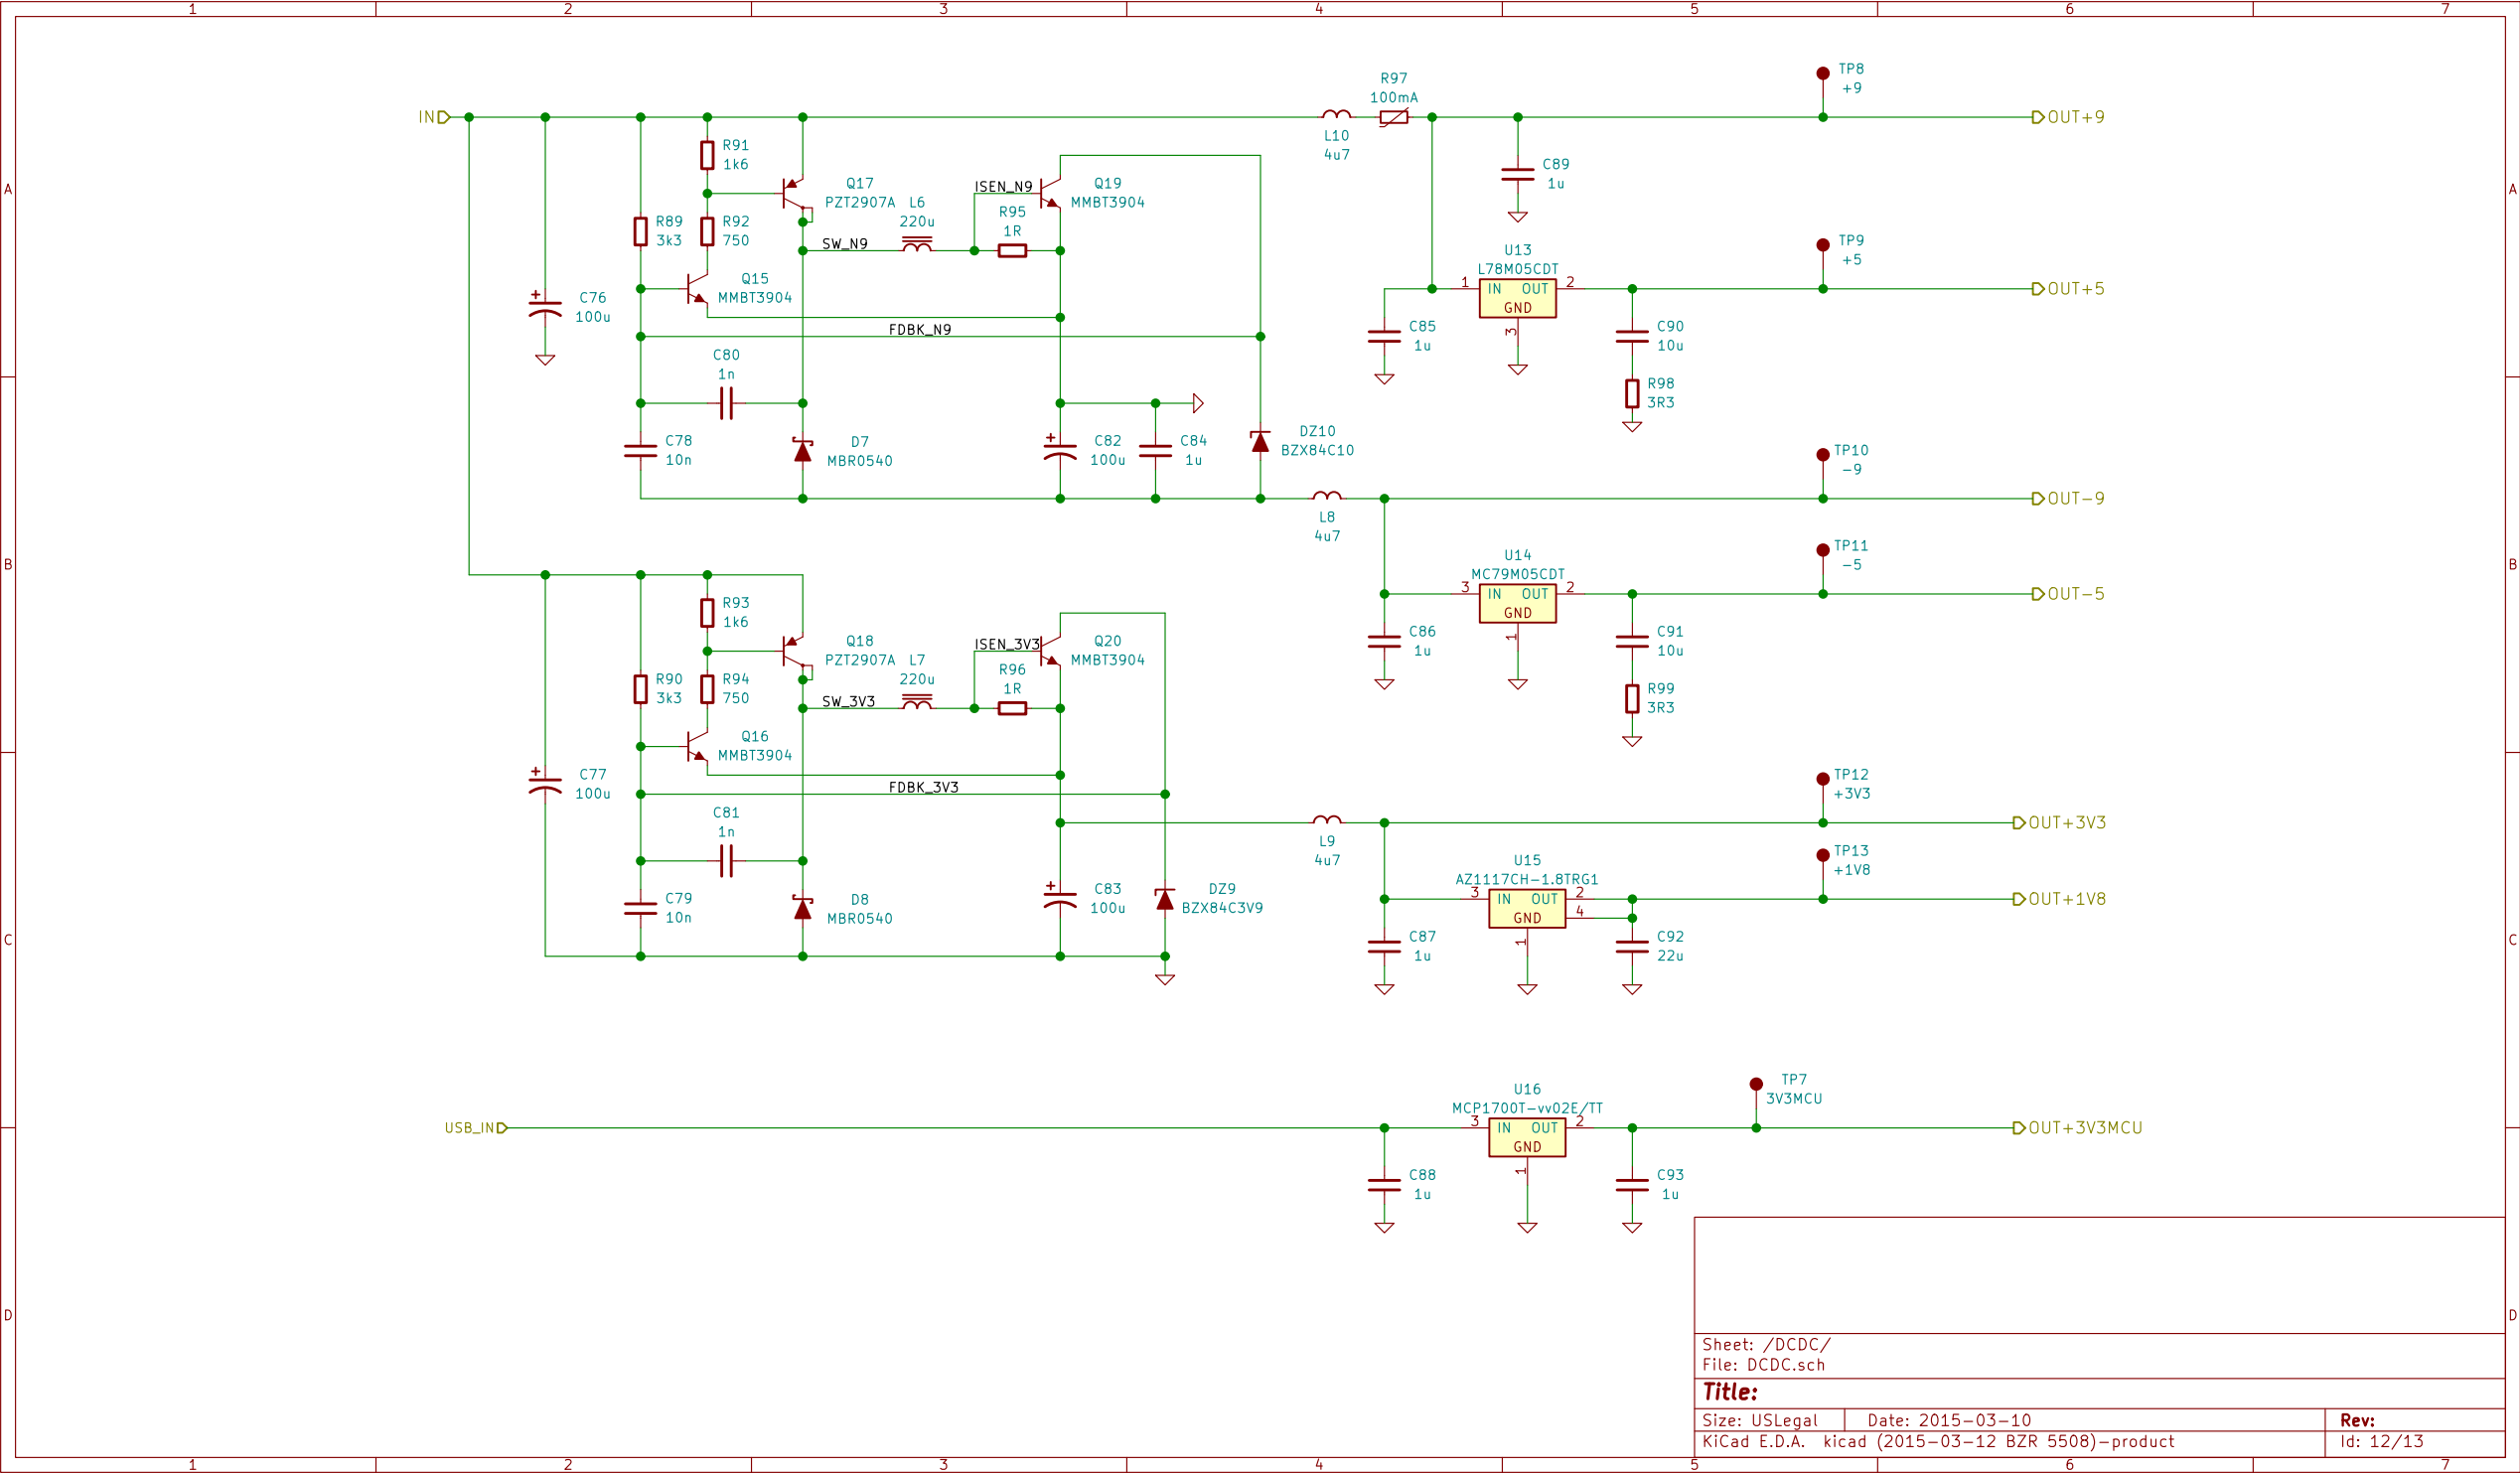 1 2 3 4 5 6 7
A
B
C
D
IN
C76
100u
R89
3k3
R91
1k6
R92
750
Q15
MMBT3904
Q17
PZT2907A
SW_N9
L6
220u
ISEN_N9
R95
1R
Q19
MMBT3904
FDBK_N9
C80
1n
C78
10n
D7
MBR0540
C82
100u
C84
1u
DZ10
BZX84C10
L10
4u7
R97
100mA
C89
1u
TP8
+9
OUT+9
U13
L78M05CDT
1 IN OUT 2
GND
3
C85
1u
C90
10u
R98
3R3
TP9
+5
OUT+5
L8
4u7
TP10
-9
OUT-9
U14
MC79M05CDT
3 IN OUT 2
GND
1
C86
1u
C91
10u
R99
3R3
TP11
-5
OUT-5
C77
100u
R90
3k3
R93
1k6
R94
750
Q16
MMBT3904
Q18
PZT2907A
SW_3V3
L7
220u
ISEN_3V3
R96
1R
Q20
MMBT3904
FDBK_3V3
C81
1n
C79
10n
D8
MBR0540
C83
100u
DZ9
BZX84C3V9
L9
4u7
TP12
+3V3
OUT+3V3
U15
AZ1117CH-1.8TRG1
3 IN OUT 2
4
GND
1
C87
1u
C92
22u
TP13
+1V8
OUT+1V8
USB_IN
U16
MCP1700T-vv02E/TT
3 IN OUT 2
GND
1
C88
1u
C93
1u
TP7
3V3MCU
OUT+3V3MCU
Sheet: /DCDC/
File: DCDC.sch
Title:
Size: USLegal Date: 2015-03-10 Rev:
KiCad E.D.A. kicad (2015-03-12 BZR 5508)-product Id: 12/13
A
B
C
D
1 2 3 4 5 6 7